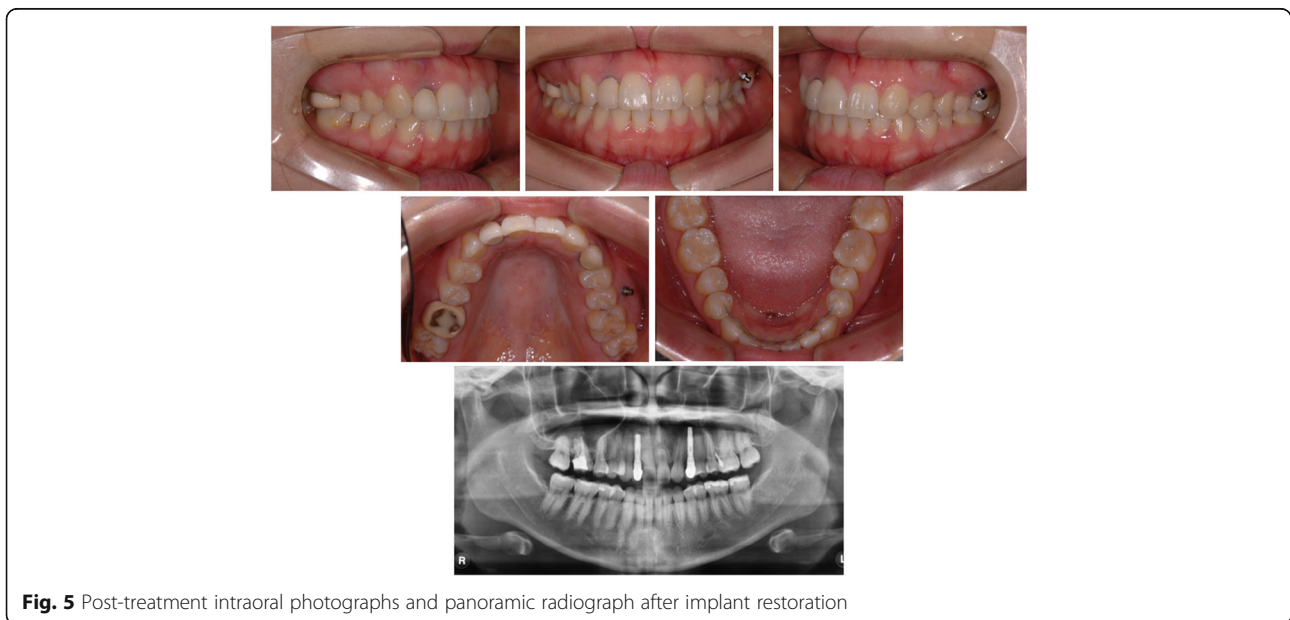 R
L
Fig. 5 Post-treatment intraoral photographs and panoramic radiograph after implant restoration